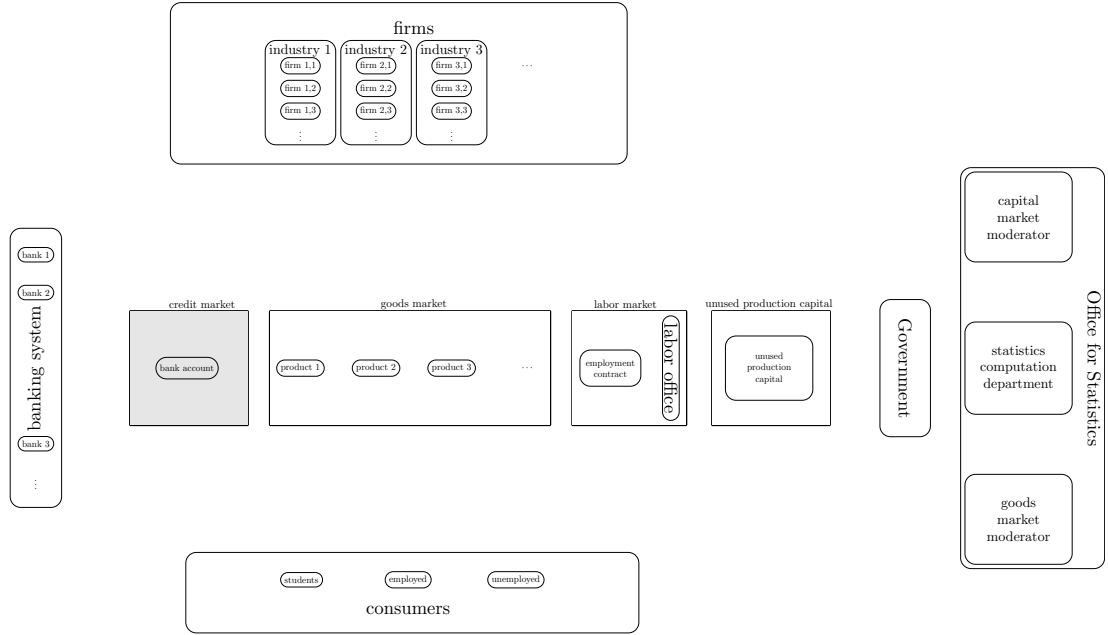 firms
industry 1
firm 1,1
firm 1,2
firm 1,3
⋮
industry 2
firm 2,1
firm 2,2
firm 2,3
⋮
industry 3
firm 3,1
firm 3,2
firm 3,3
⋮
...
bank 1
bank 2
banking system
bank 3
⋮
credit market
bank account
goods market
product 1
product 2
product 3
...
labor market
employment
contract
labor office
unused production capital
unused
production
capital
Government
capital
market
moderator
statistics
computation
department
goods
market
moderator
Office for Statistics
students
employed
unemployed
consumers